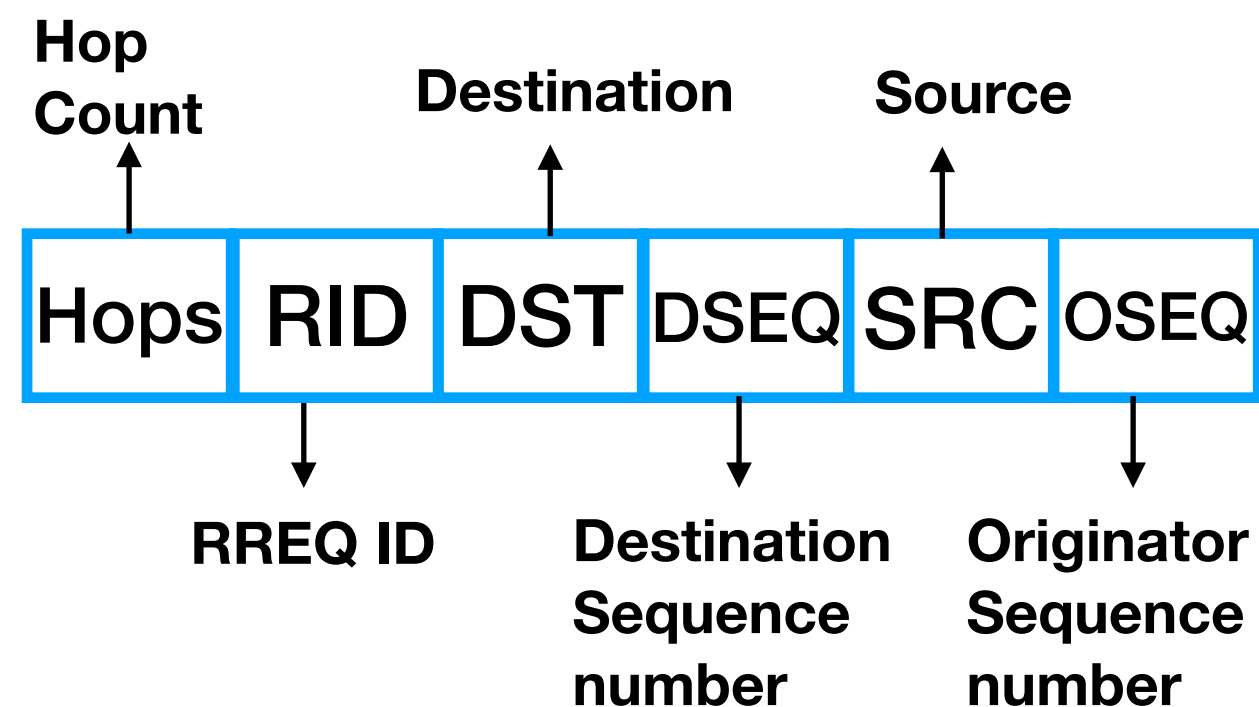 Hop
Count
Destination
Source
Hops RID DST DSEQ SRC OSEQ
RREQ ID
Destination
Sequence
number
Originator
Sequence
number